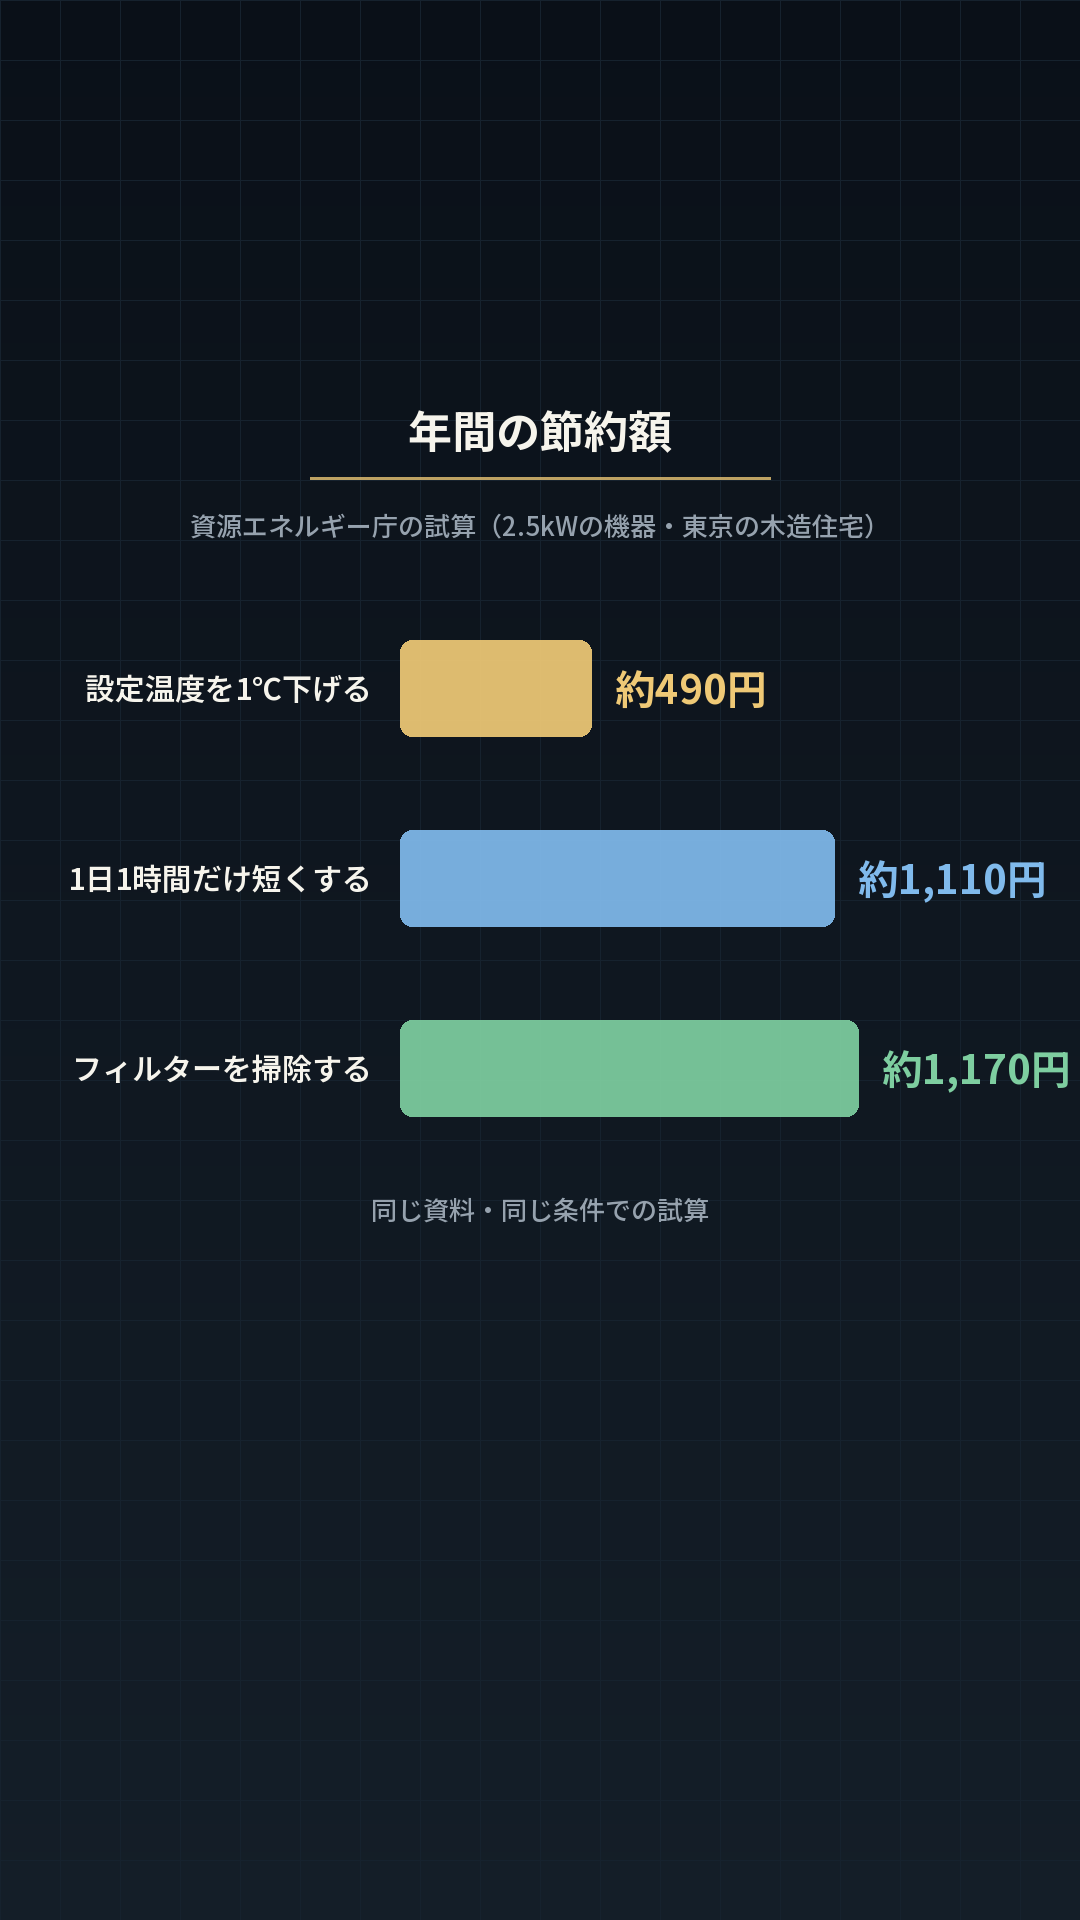 年間の節約額
資源エネルギー庁の試算（2.5kWの機器・東京の木造住宅）
設定温度を1℃下げる 約490円
1日1時間だけ短くする 約1,110円
フィルターを掃除する 約1,170円
同じ資料・同じ条件での試算